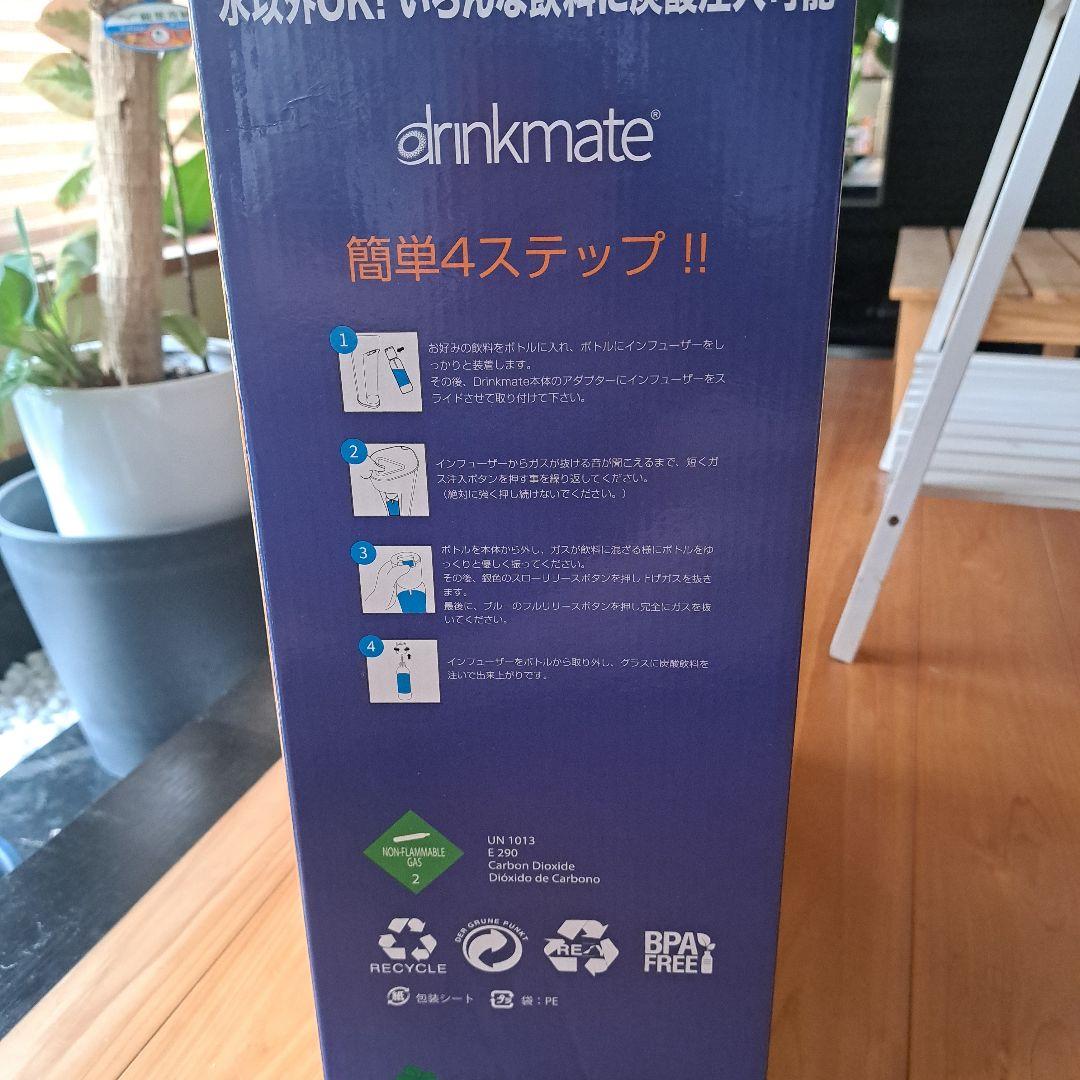 水以外OK! いろんな飲料に炭酸注入可能
drinkmate®
簡単4ステップ !!
1
お好みの飲料をボトルに入れ、ボトルにインフューザーをし
っかりと装着します。
その後、Drinkmate本体のアダプターにインフューザーをス
ライドさせて取り付けて下さい。
2
インフューザーからガスが抜ける音が聞こえるまで、短くガ
ス注入ボタンを押す事を繰り返してください。
（絶対に強く押し続けないでください。）
3
ボトルを本体から外し、ガスが飲料に混ざる様にボトルをゆ
っくりと優しく振ってください。
その後、銀色のスローリリースボタンを押し上げガスを抜き
ます。
最後に、ブルーのフルリリースボタンを押し完全にガスを抜
いてください。
4
インフューザーをボトルから取り外し、グラスに炭酸飲料を
注いで出来上がりです。
NON-FLAMMABLE
GAS
2
UN 1013
E 290
Carbon Dioxide
Dióxido de Carbono
RECYCLE
DER GRÜNE PUNKT
RE
BPA
FREE
紙 包装シート
プラ 袋：PE